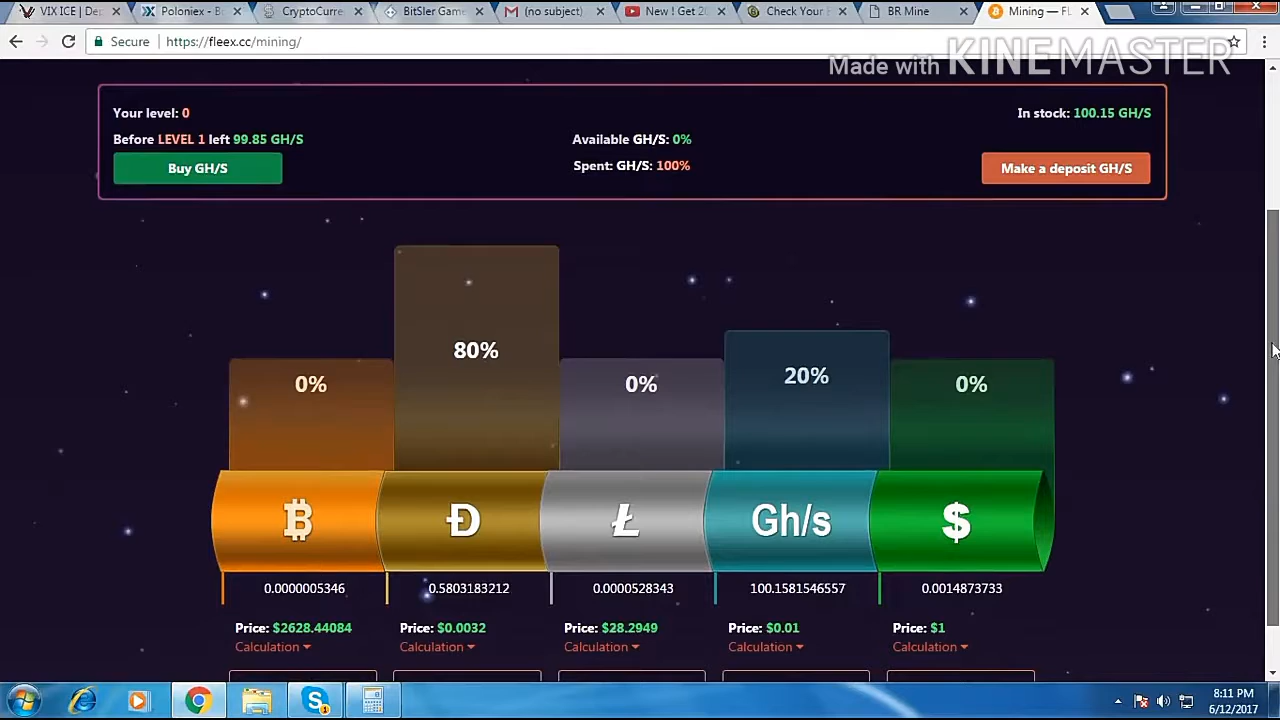 VIX ICE | De
Poloniex - B
CryptoCurre
BitSler Game
(no subject)
New ! Get 2
Check Your
BR Mine
Mining — FL
Secure
https://fleex.cc/mining/
Made with KINEMASTER
Your level: 0
In stock: 100.15 GH/S
Before LEVEL 1 left 99.85 GH/S
Available GH/S: 0%
Buy GH/S
Spent: GH/S: 100%
Make a deposit GH/S
80%
0%
0%
20%
0%
₿
Ð
Ł
Gh/s
$
0.0000005346
0.5803183212
0.0000528343
100.1581546557
0.0014873733
Price: $2628.44084
Price: $0.0032
Price: $28.2949
Price: $0.01
Price: $1
Calculation
Calculation
Calculation
Calculation
Calculation
8:11 PM
6/12/2017